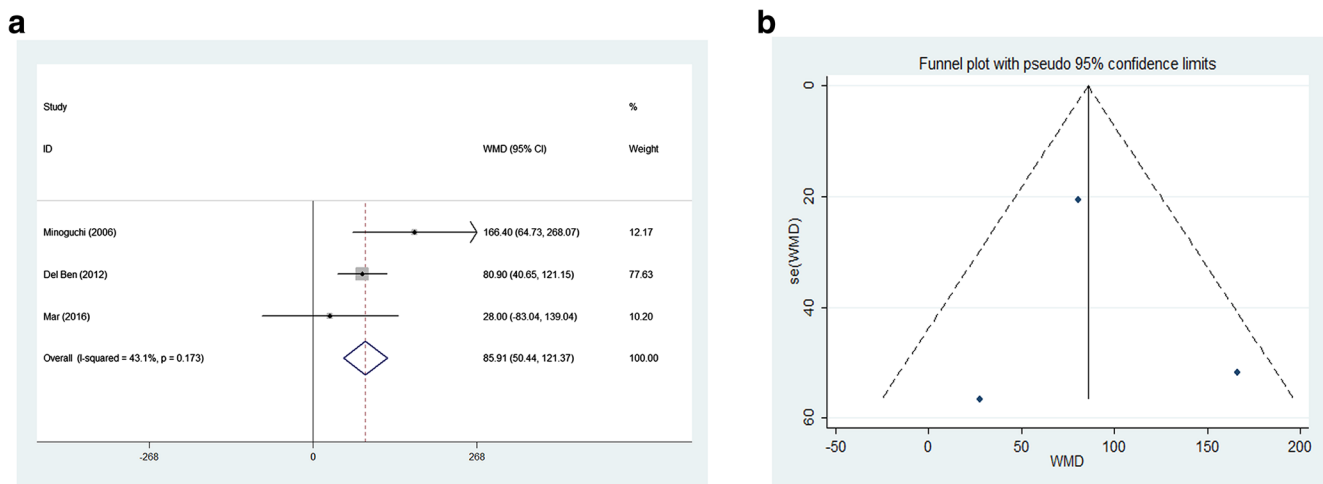 a
Study %
ID WMD (95% CI) Weight
Minoguchi (2006) 166.40 (64.73, 268.07) 12.17
Del Ben (2012) 80.90 (40.65, 121.15) 77.63
Mar (2016) 28.00 (-83.04, 139.04) 10.20
Overall (I-squared = 43.1%, p = 0.173) 85.91 (50.44, 121.37) 100.00
-268 0 268
b
Funnel plot with pseudo 95% confidence limits
se(WMD)
0
20
40
60
-50 0 50 100 150 200
WMD